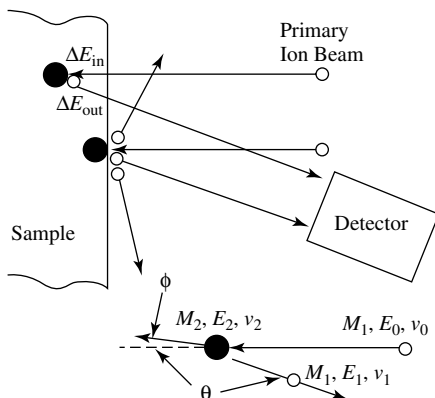 Primary
Ion Beam
ΔE_in
ΔE_out
Detector
Sample
ϕ
M_2, E_2, v_2
M_1, E_0, v_0
M_1, E_1, v_1
θ